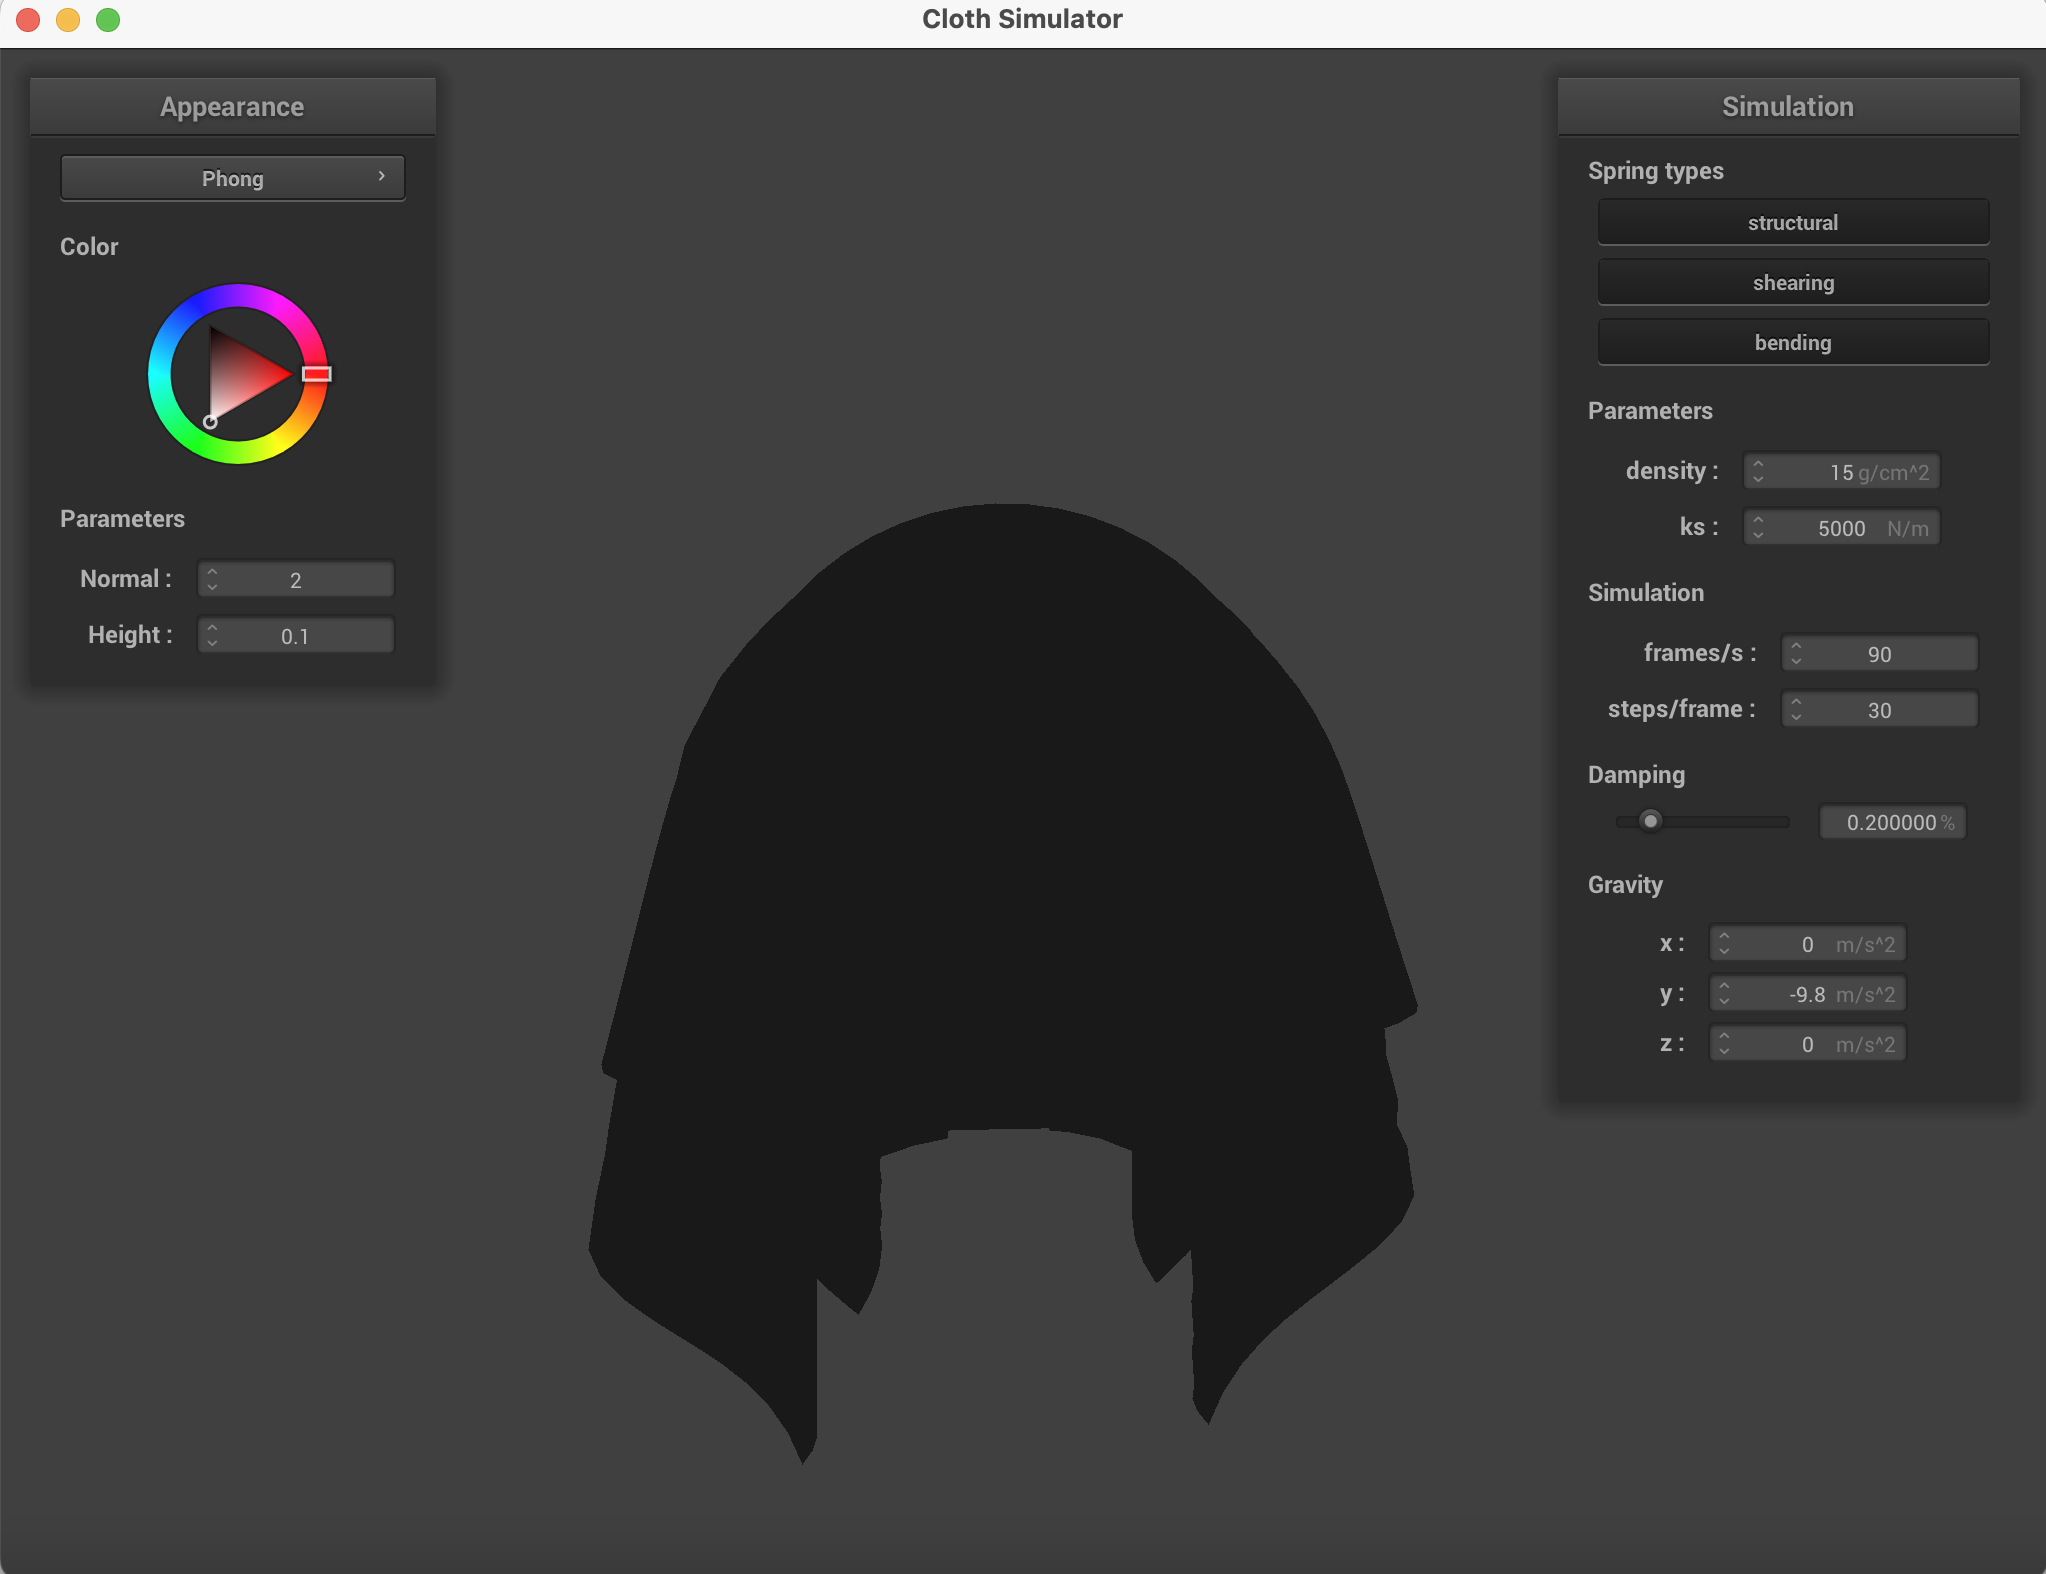 Cloth Simulator
Appearance
Phong
Color
Parameters
Normal : 2
Height : 0.1
Simulation
Spring types
structural
shearing
bending
Parameters
density : 15 g/cm^2
ks : 5000 N/m
Simulation
frames/s : 90
steps/frame : 30
Damping
0.200000 %
Gravity
x : 0 m/s^2
y : -9.8 m/s^2
z : 0 m/s^2